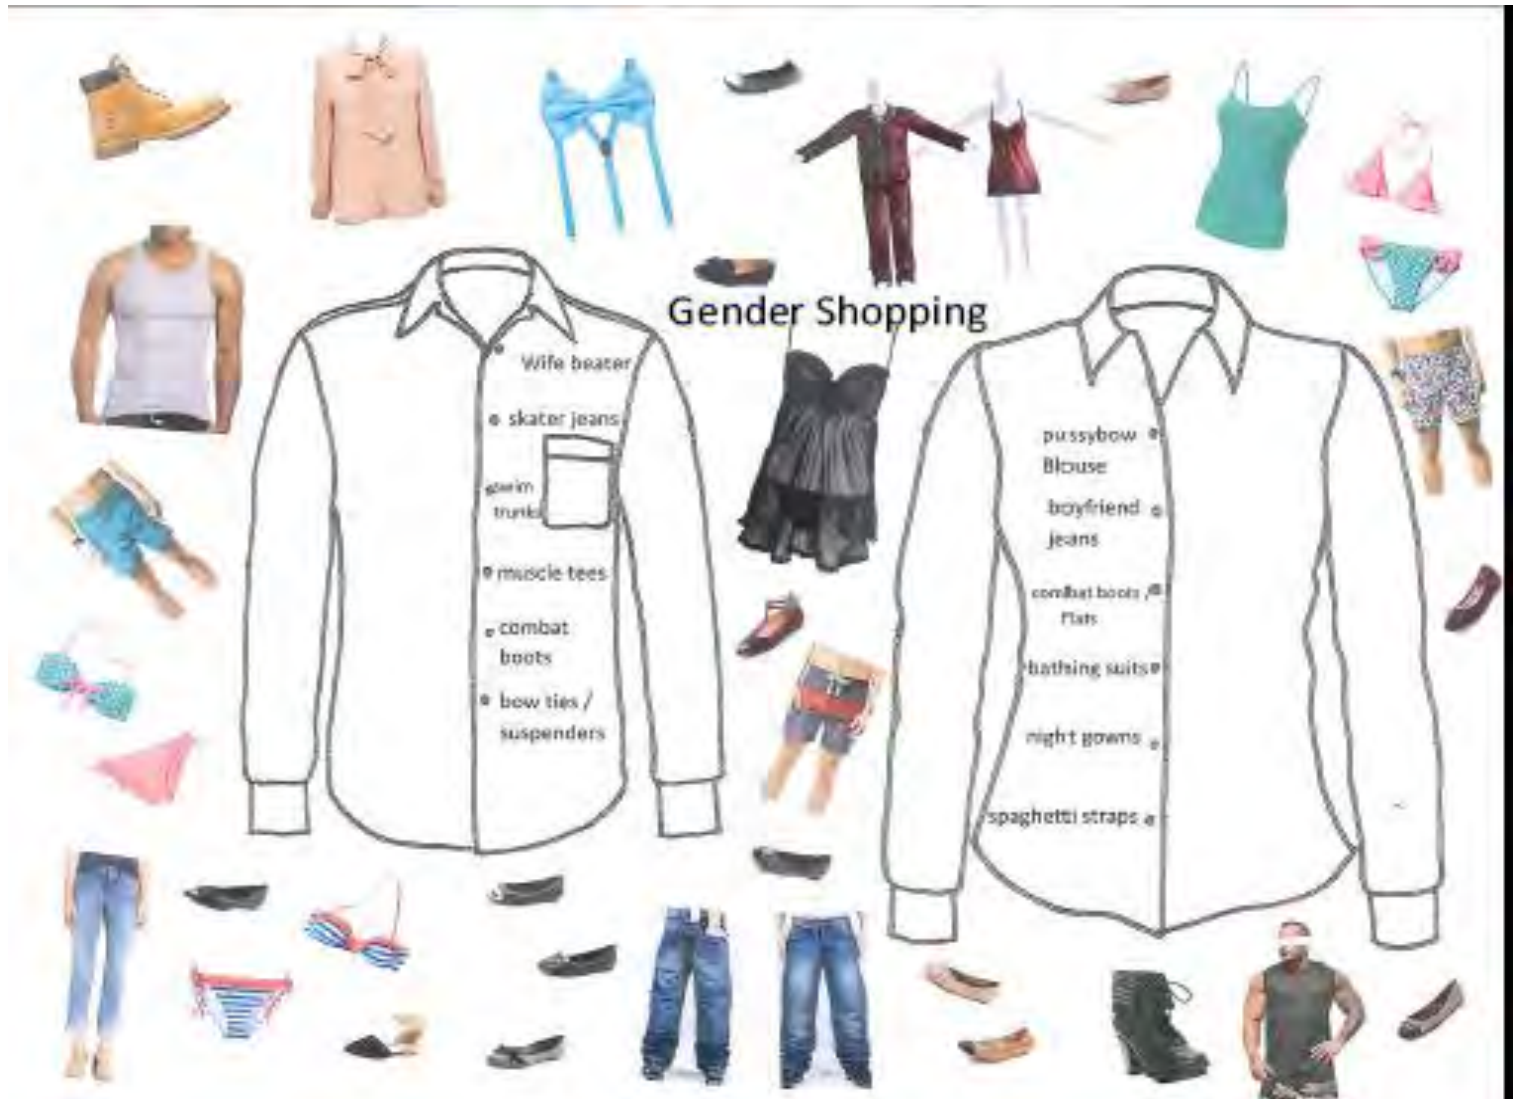 Gender Shopping
Wife beater
skater jeans
swim
trunks
muscle tees
combat
boots
bow ties /
suspenders
pussybow
Blouse
boyfriend
jeans
combat boots /
Flats
bathing suits
night gowns
spaghetti straps